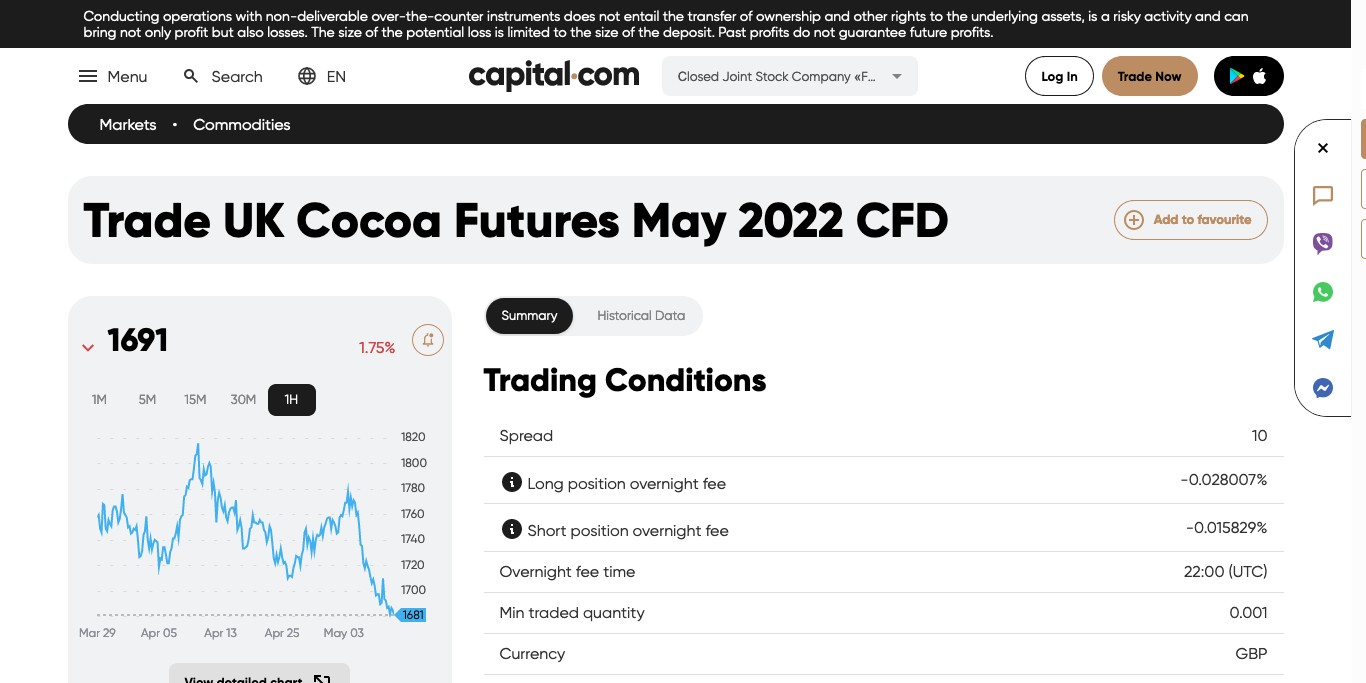 Conducting operations with non-deliverable over-the-counter instruments does not entail the transfer of ownership and other rights to the underlying assets, is a risky activity and can
bring not only profit but also losses. The size of the potential loss is limited to the size of the deposit. Past profits do not guarantee future profits.
Menu Search EN capital.com Closed Joint Stock Company «F... Log In Trade Now
Markets • Commodities
Trade UK Cocoa Futures May 2022 CFD
Add to favourite
1691
1.75%
1M 5M 15M 30M 1H
1820
1800
1780
1760
1740
1720
1700
1681
Mar 29 Apr 05 Apr 13 Apr 25 May 03
View detailed chart
Summary Historical Data
Trading Conditions
Spread 10
Long position overnight fee -0.028007%
Short position overnight fee -0.015829%
Overnight fee time 22:00 (UTC)
Min traded quantity 0.001
Currency GBP